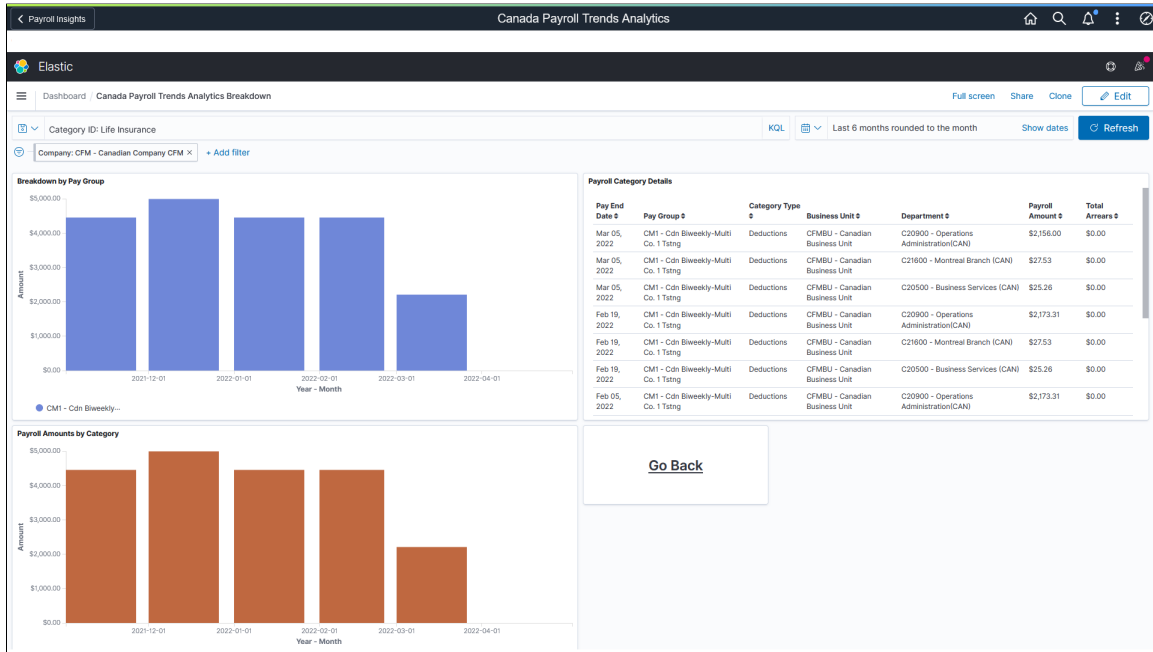 Payroll Insights
Canada Payroll Trends Analytics
Elastic
Dashboard / Canada Payroll Trends Analytics Breakdown
Full screen Share Clone Edit
Category ID: Life Insurance
KQL
Last 6 months rounded to the month
Show dates
Refresh
Company: CFM - Canadian Company CFM ×
+ Add filter
Breakdown by Pay Group
$5,000.00
$4,000.00
$3,000.00
$2,000.00
$1,000.00
$0.00
Amount
2021-12-01 2022-01-01 2022-02-01 2022-03-01 2022-04-01
Year - Month
CM1 - Cdn Biweekly-···
Payroll Category Details
Pay End Date Pay Group Category Type Business Unit Department Payroll Amount Total Arrears
Mar 05, 2022 CM1 - Cdn Biweekly-Multi Co. 1 Tstng Deductions CFMBU - Canadian Business Unit C20900 - Operations Administration(CAN) $2,156.00 $0.00
Mar 05, 2022 CM1 - Cdn Biweekly-Multi Co. 1 Tstng Deductions CFMBU - Canadian Business Unit C21600 - Montreal Branch (CAN) $27.53 $0.00
Mar 05, 2022 CM1 - Cdn Biweekly-Multi Co. 1 Tstng Deductions CFMBU - Canadian Business Unit C20500 - Business Services (CAN) $25.26 $0.00
Feb 19, 2022 CM1 - Cdn Biweekly-Multi Co. 1 Tstng Deductions CFMBU - Canadian Business Unit C20900 - Operations Administration(CAN) $2,173.31 $0.00
Feb 19, 2022 CM1 - Cdn Biweekly-Multi Co. 1 Tstng Deductions CFMBU - Canadian Business Unit C21600 - Montreal Branch (CAN) $27.53 $0.00
Feb 19, 2022 CM1 - Cdn Biweekly-Multi Co. 1 Tstng Deductions CFMBU - Canadian Business Unit C20500 - Business Services (CAN) $25.26 $0.00
Feb 05, 2022 CM1 - Cdn Biweekly-Multi Co. 1 Tstng Deductions CFMBU - Canadian Business Unit C20900 - Operations Administration(CAN) $2,173.31 $0.00
Payroll Amounts by Category
$5,000.00
$4,000.00
$3,000.00
$2,000.00
$1,000.00
$0.00
Amount
2021-12-01 2022-01-01 2022-02-01 2022-03-01 2022-04-01
Year - Month
Go Back